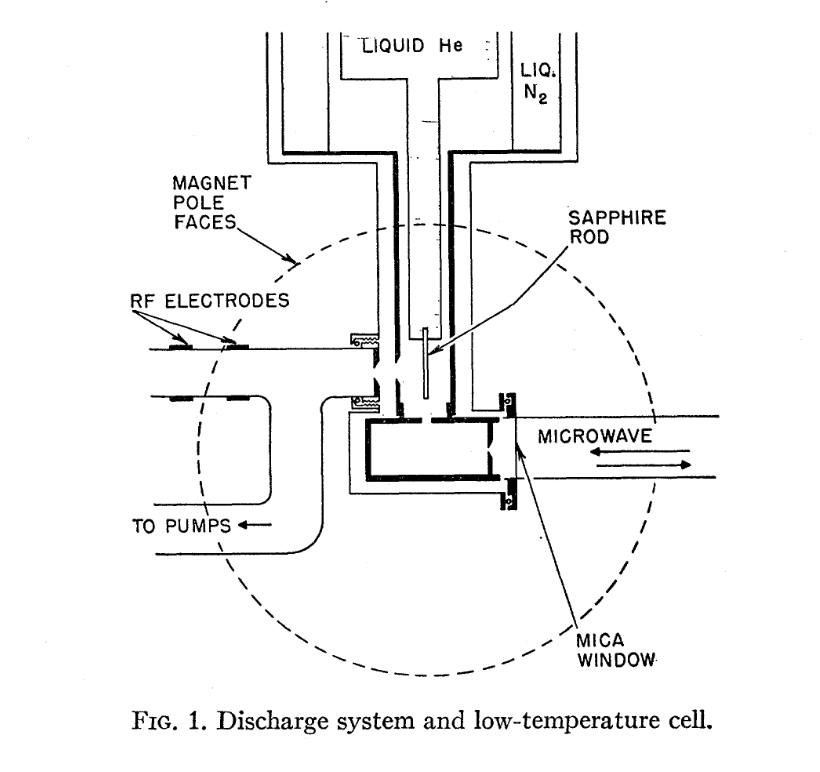 LIQUID He
LIQ.
N2
MAGNET
POLE
FACES
SAPPHIRE
ROD
RF ELECTRODES
MICROWAVE
TO PUMPS
MICA
WINDOW
FIG. 1. Discharge system and low-temperature cell.